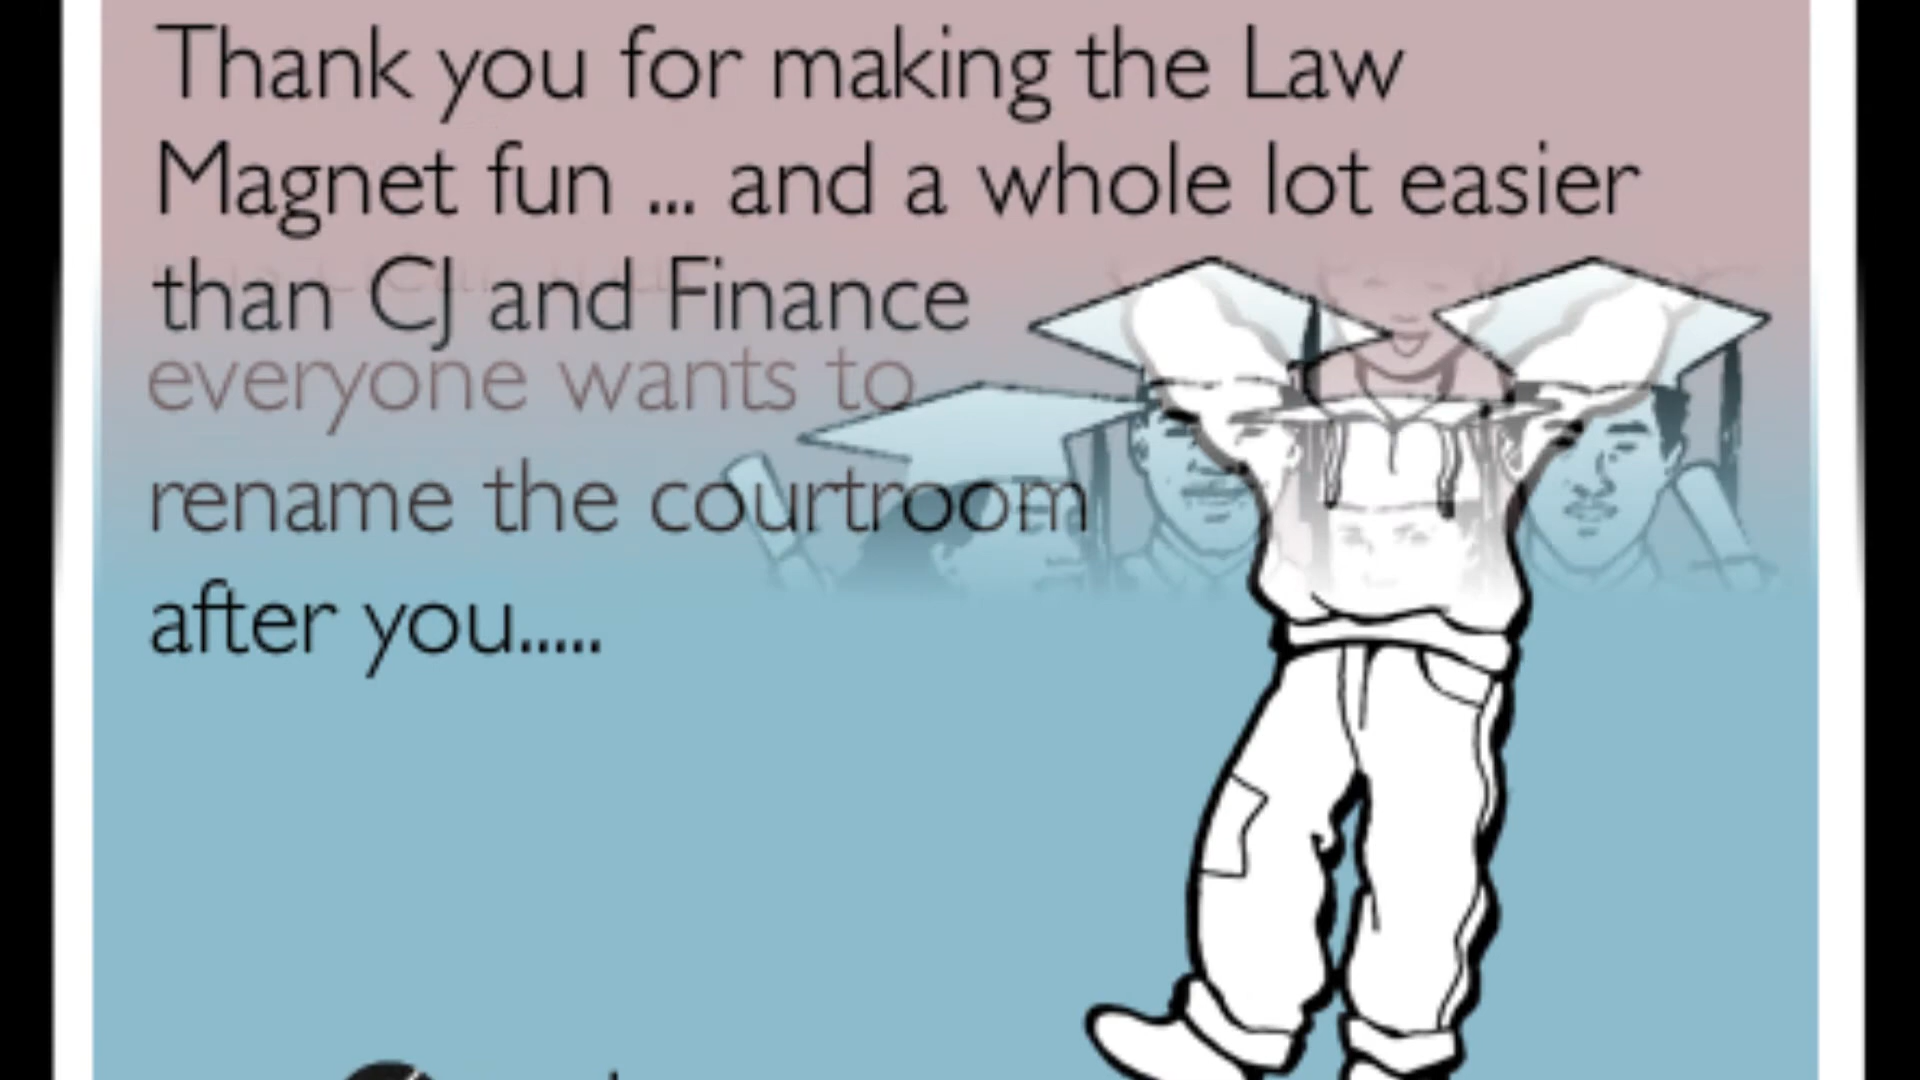 Thank you for making the Law
Magnet fun ... and a whole lot easier
than CJ and Finance
everyone wants to
rename the courtroom
after you.....